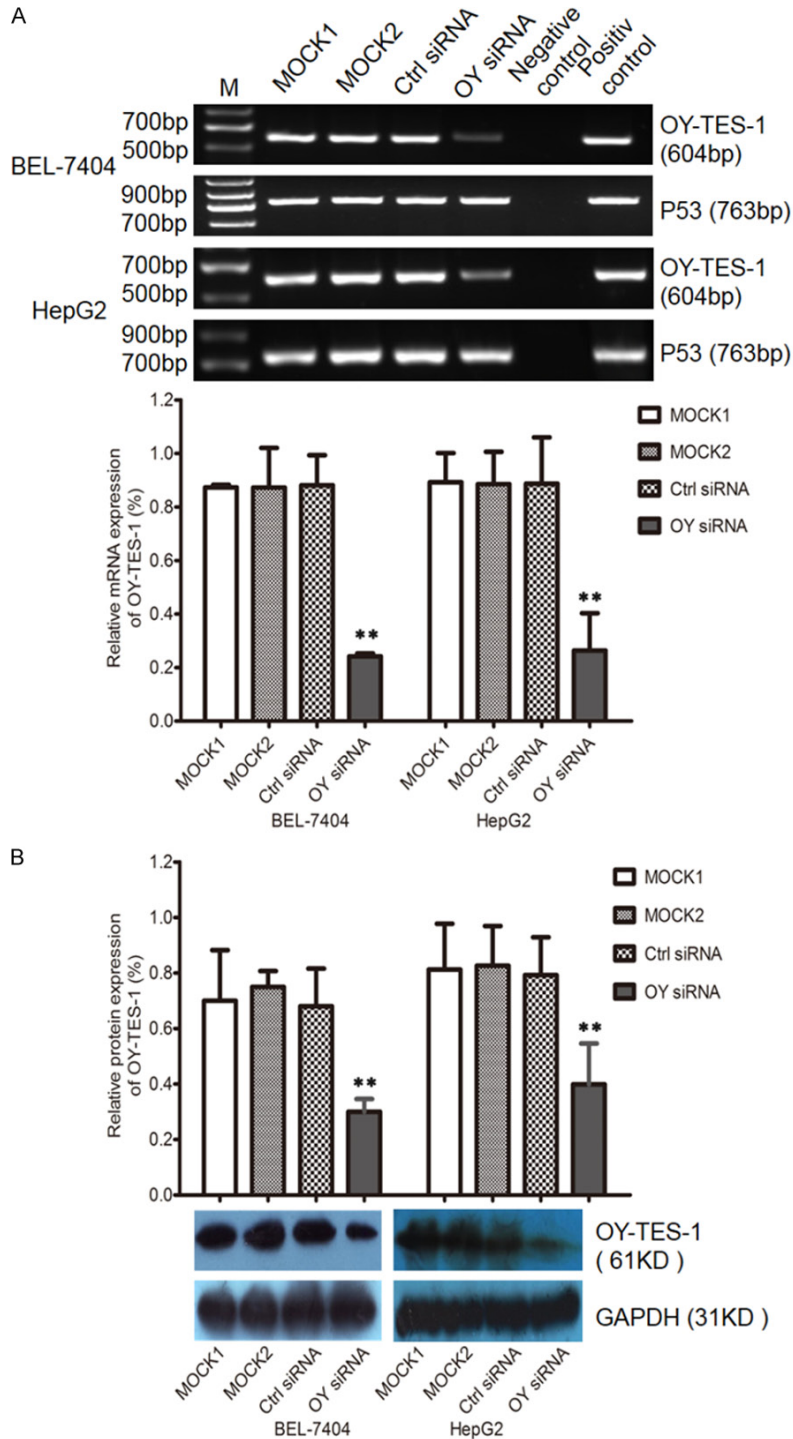 A
M
MOCK1
MOCK2
Ctrl siRNA
OY siRNA
Negative
control
Positiv
control
BEL-7404
700bp
500bp
OY-TES-1
(604bp)
900bp
700bp
P53 (763bp)
HepG2
700bp
500bp
OY-TES-1
(604bp)
900bp
700bp
P53 (763bp)
Relative mRNA expression
of OY-TES-1 (%)
1.2
1.0
0.8
0.6
0.4
0.2
0.0
**
**
MOCK1
MOCK2
Ctrl siRNA
OY siRNA
MOCK1
MOCK2
Ctrl siRNA
OY siRNA
MOCK1
MOCK2
Ctrl siRNA
OY siRNA
BEL-7404
HepG2
B
Relative protein expression
of OY-TES-1 (%)
1.2
1.0
0.8
0.6
0.4
0.2
0.0
**
**
MOCK1
MOCK2
Ctrl siRNA
OY siRNA
OY-TES-1
( 61KD )
GAPDH (31KD )
MOCK1
MOCK2
Ctrl siRNA
OY siRNA
MOCK1
MOCK2
Ctrl siRNA
OY siRNA
BEL-7404
HepG2